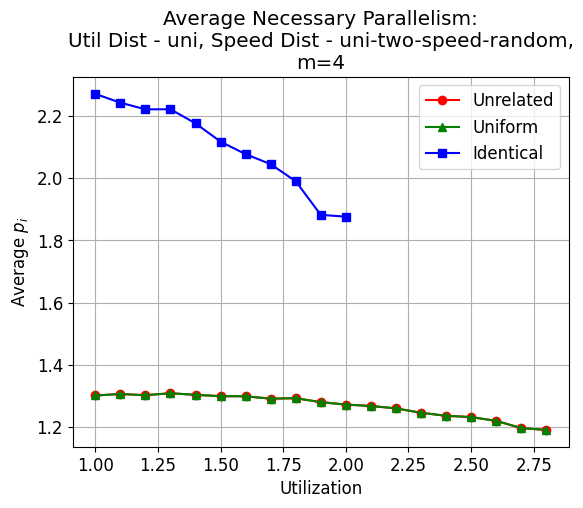 Average Necessary Parallelism:
Util Dist - uni, Speed Dist - uni-two-speed-random,
m=4
Unrelated
Uniform
Identical
2.2
2.0
1.8
1.6
1.4
1.2
Average p_i
1.00 1.25 1.50 1.75 2.00 2.25 2.50 2.75
Utilization